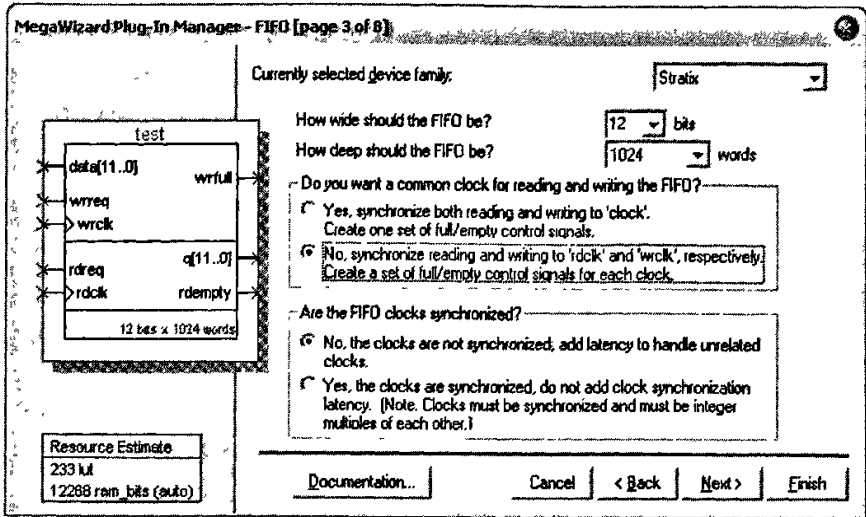 MegaWizard Plug-In Manager - FIFO [page 3 of 8]
Currently selected device family:
Stratix
How wide should the FIFO be?
12
bits
How deep should the FIFO be?
1024
words
Do you want a common clock for reading and writing the FIFO?
Yes, synchronize both reading and writing to 'clock'.
Create one set of full/empty control signals.
No, synchronize reading and writing to 'rdclk' and 'wrclk', respectively.
Create a set of full/empty control signals for each clock.
Are the FIFO clocks synchronized?
No, the clocks are not synchronized; add latency to handle unrelated
clocks.
Yes, the clocks are synchronized, do not add clock synchronization
latency. (Note. Clocks must be synchronized and must be integer
multiples of each other.)
test
data[11..0]
wrfull
wrreq
wrclk
q[11..0]
rdreq
rdclk
rdempty
12 bits x 1024 words
Resource Estimate
233 lut
12288 ram_bits (auto)
Documentation...
Cancel
< Back
Next >
Finish